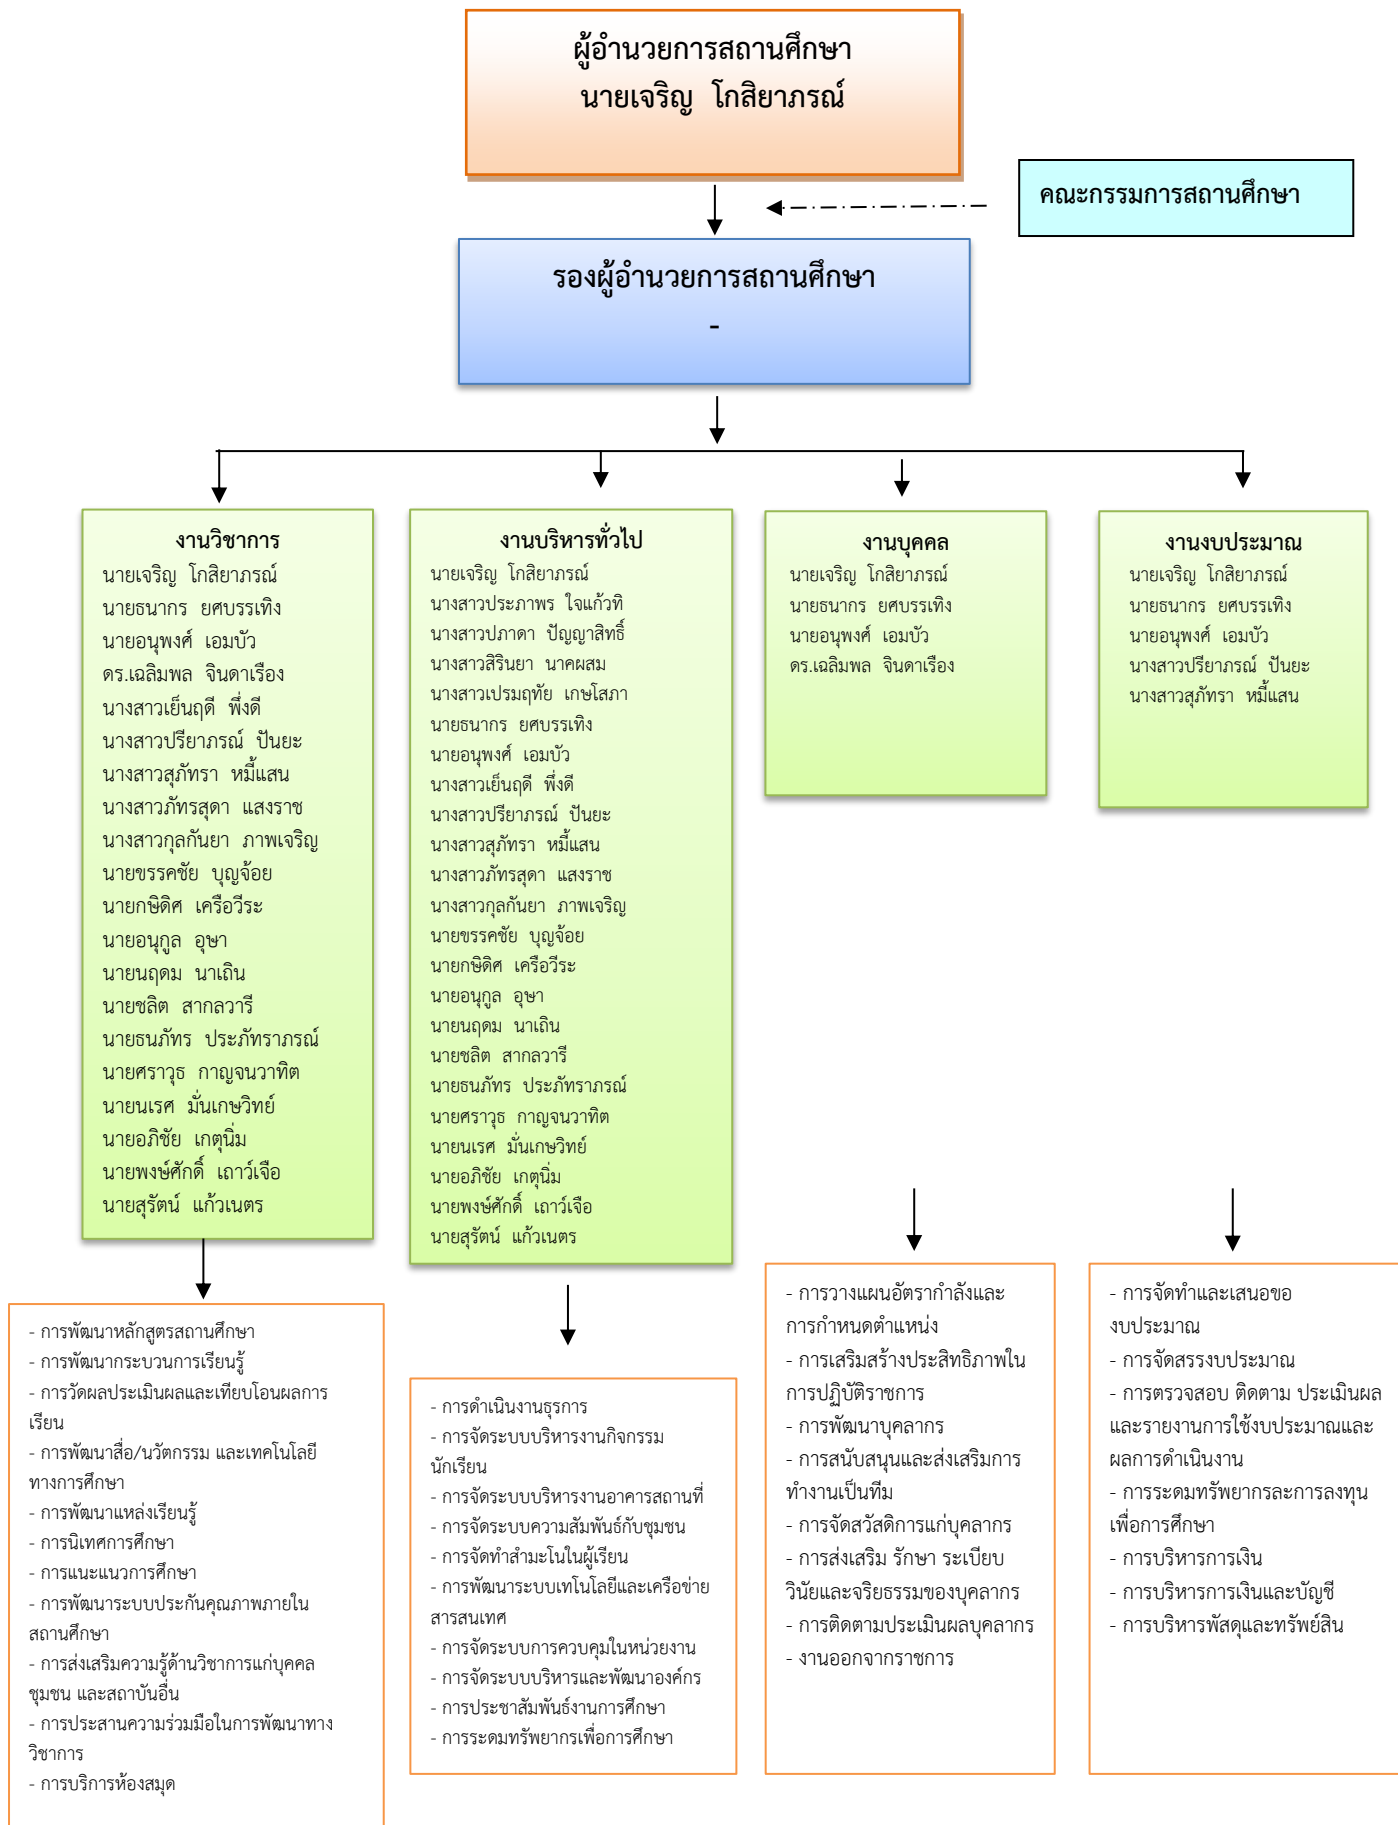 ผู้อำนวยการสถานศึกษา
นายเจริญ โกสิยาภรณ์
คณะกรรมการสถานศึกษา
รองผู้อำนวยการสถานศึกษา
-
งานวิชาการ
นายเจริญ โกสิยาภรณ์
นายธนากร ยศบรรเทิง
นายอนุพงศ์ เอมบัว
ดร.เฉลิมพล จินดาเรือง
นางสาวเย็นฤดี พึ่งดี
นางสาวปรียาภรณ์ ปันยะ
นางสาวสุภัทรา หมี้แสน
นางสาวภัทรสุดา แสงราช
นางสาวกุลกันยา ภาพเจริญ
นายขรรคชัย บุญจ้อย
นายกษิดิศ เครือวีระ
นายอนุกูล อุษา
นายนฤดม นาเถิน
นายชลิต สากลวารี
นายธนภัทร ประภัทราภรณ์
นายศราวุธ กาญจนวาทิต
นายนเรศ มั่นเกษวิทย์
นายอภิชัย เกตุนิ่ม
นายพงษ์ศักดิ์ เถาว์เจือ
นายสุรัตน์ แก้วเนตร
งานบริหารทั่วไป
นายเจริญ โกสิยาภรณ์
นางสาวประภาพร ใจแก้วทิ
นางสาวปภาดา ปัญญาสิทธิ์
นางสาวสิรินยา นาคผสม
นางสาวเปรมฤทัย เกษโสภา
นายธนากร ยศบรรเทิง
นายอนุพงศ์ เอมบัว
นางสาวเย็นฤดี พึ่งดี
นางสาวปรียาภรณ์ ปันยะ
นางสาวสุภัทรา หมี้แสน
นางสาวภัทรสุดา แสงราช
นางสาวกุลกันยา ภาพเจริญ
นายขรรคชัย บุญจ้อย
นายกษิดิศ เครือวีระ
นายอนุกูล อุษา
นายนฤดม นาเถิน
นายชลิต สากลวารี
นายธนภัทร ประภัทราภรณ์
นายศราวุธ กาญจนวาทิต
นายนเรศ มั่นเกษวิทย์
นายอภิชัย เกตุนิ่ม
นายพงษ์ศักดิ์ เถาว์เจือ
นายสุรัตน์ แก้วเนตร
งานบุคคล
นายเจริญ โกสิยาภรณ์
นายธนากร ยศบรรเทิง
นายอนุพงศ์ เอมบัว
ดร.เฉลิมพล จินดาเรือง
งานงบประมาณ
นายเจริญ โกสิยาภรณ์
นายธนากร ยศบรรเทิง
นายอนุพงศ์ เอมบัว
นางสาวปรียาภรณ์ ปันยะ
นางสาวสุภัทรา หมี้แสน
- การพัฒนาหลักสูตรสถานศึกษา
- การพัฒนากระบวนการเรียนรู้
- การวัดผลประเมินผลและเทียบโอนผลการ
เรียน
- การพัฒนาสื่อ/นวัตกรรม และเทคโนโลยี
ทางการศึกษา
- การพัฒนาแหล่งเรียนรู้
- การนิเทศการศึกษา
- การแนะแนวการศึกษา
- การพัฒนาระบบประกันคุณภาพภายใน
สถานศึกษา
- การส่งเสริมความรู้ด้านวิชาการแก่บุคคล
ชุมชน และสถาบันอื่น
- การประสานความร่วมมือในการพัฒนาทาง
วิชาการ
- การบริการห้องสมุด
- การดำเนินงานธุรการ
- การจัดระบบบริหารงานกิจกรรม
นักเรียน
- การจัดระบบบริหารงานอาคารสถานที่
- การจัดระบบความสัมพันธ์กับชุมชน
- การจัดทำสำมะโนในผู้เรียน
- การพัฒนาระบบเทโนโลยีและเครือข่าย
สารสนเทศ
- การจัดระบบการควบคุมในหน่วยงาน
- การจัดระบบบริหารและพัฒนาองค์กร
- การประชาสัมพันธ์งานการศึกษา
- การระดมทรัพยากรเพื่อการศึกษา
- การวางแผนอัตรากำลังและ
การกำหนดตำแหน่ง
- การเสริมสร้างประสิทธิภาพใน
การปฏิบัติราชการ
- การพัฒนาบุคลากร
- การสนับสนุนและส่งเสริมการ
ทำงานเป็นทีม
- การจัดสวัสดิการแก่บุคลากร
- การส่งเสริม รักษา ระเบียบ
วินัยและจริยธรรมของบุคลากร
- การติดตามประเมินผลบุคลากร
- งานออกจากราชการ
- การจัดทำและเสนอขอ
งบประมาณ
- การจัดสรรงบประมาณ
- การตรวจสอบ ติดตาม ประเมินผล
และรายงานการใช้งบประมาณและ
ผลการดำเนินงาน
- การระดมทรัพยากรละการลงทุน
เพื่อการศึกษา
- การบริหารการเงิน
- การบริหารการเงินและบัญชี
- การบริหารพัสดุและทรัพย์สิน